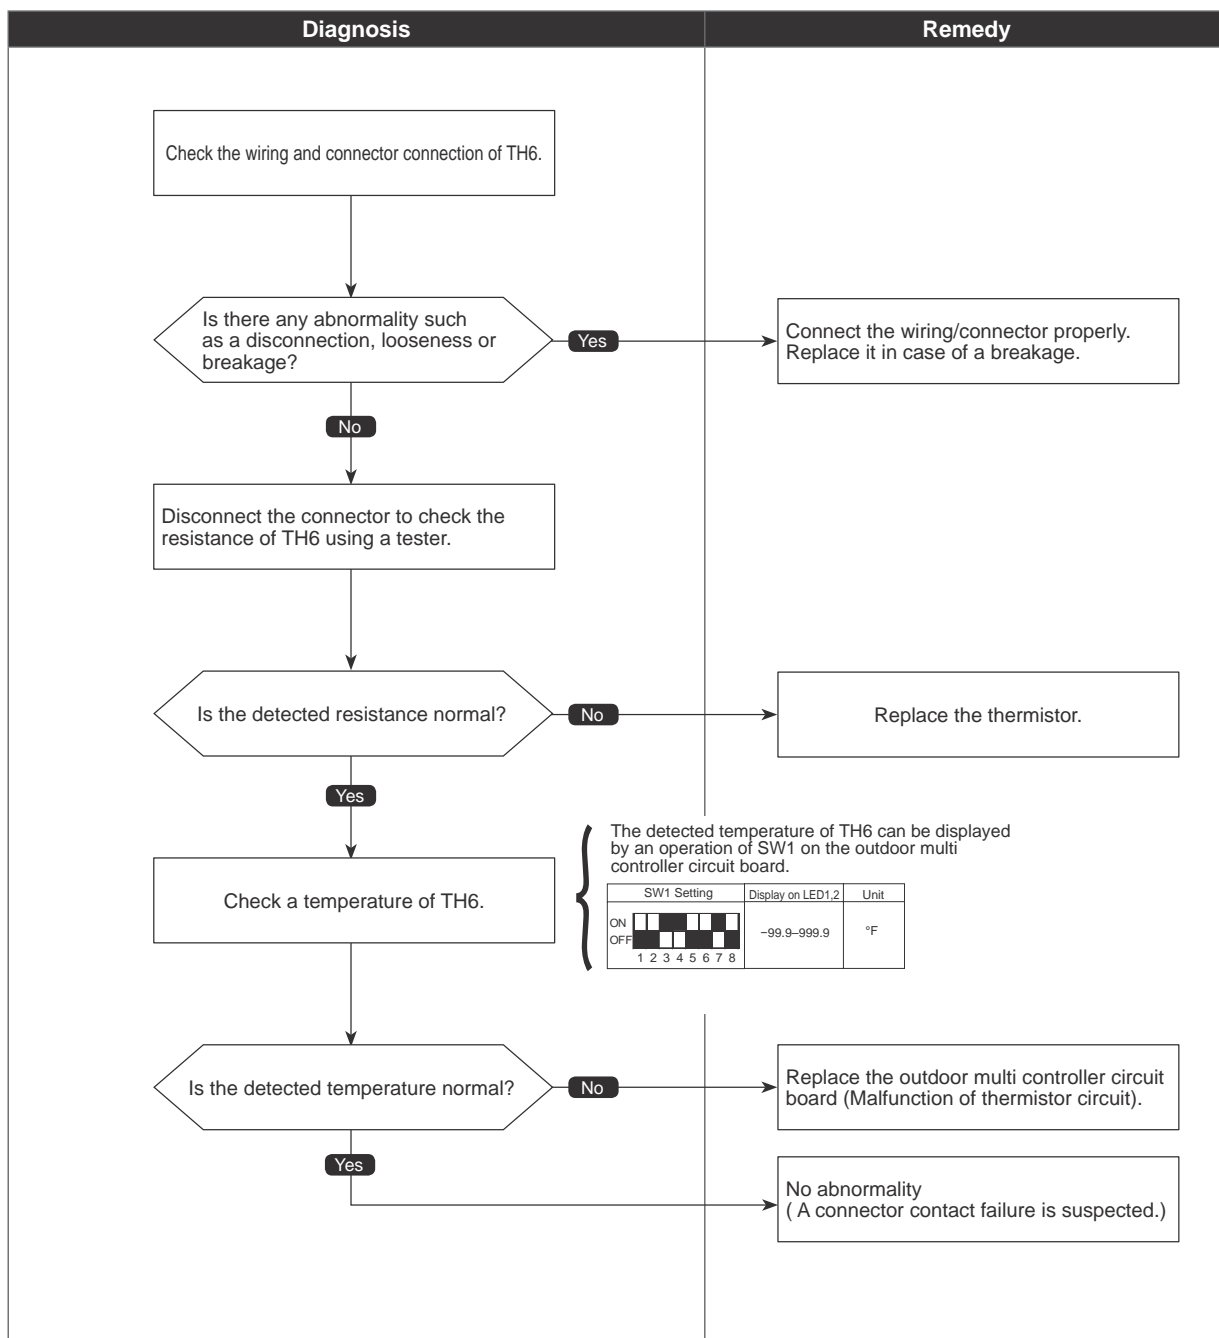 Diagnosis
Remedy
Check the wiring and connector connection of TH6.
Is there any abnormality such
as a disconnection, looseness or
breakage?
Yes
Connect the wiring/connector properly.
Replace it in case of a breakage.
No
Disconnect the connector to check the
resistance of TH6 using a tester.
Is the detected resistance normal?
No
Replace the thermistor.
Yes
The detected temperature of TH6 can be displayed
by an operation of SW1 on the outdoor multi
controller circuit board.
Check a temperature of TH6.
SW1 Setting
Display on LED1,2
Unit
ON
OFF
1 2 3 4 5 6 7 8
−99.9–999.9
°F
Is the detected temperature normal?
No
Replace the outdoor multi controller circuit
board (Malfunction of thermistor circuit).
Yes
No abnormality
( A connector contact failure is suspected.)